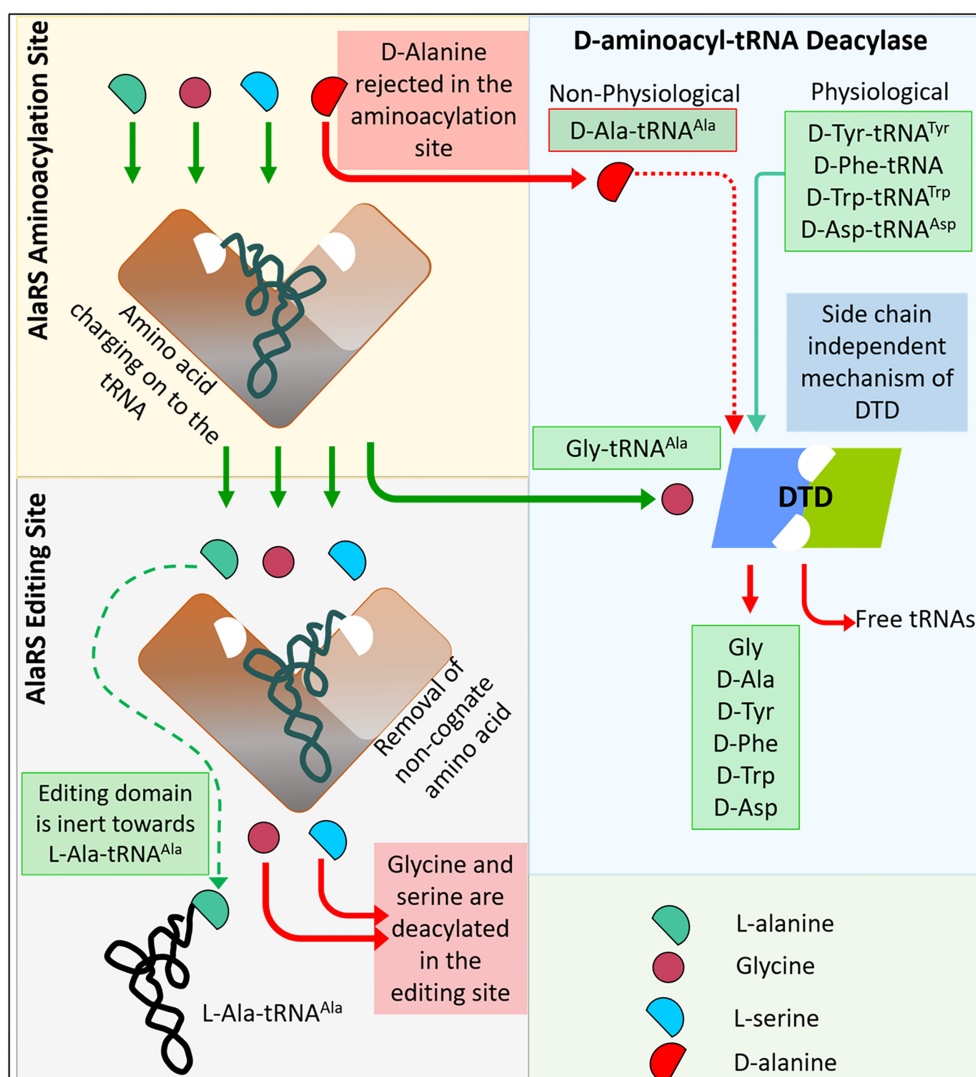 AlaRS Aminoacylation Site
D-Alanine
rejected in the
aminoacylation
site
Amino acid
charging on to the
tRNA
AlaRS Editing Site
Removal of
non-cognate
amino acid
Editing domain
is inert towards
L-Ala-tRNAᴬˡᵃ
Glycine and
serine are
deacylated
in the
editing site
L-Ala-tRNAᴬˡᵃ
D-aminoacyl-tRNA Deacylase
Non-Physiological
D-Ala-tRNAᴬˡᵃ
Physiological
D-Tyr-tRNAᵀʸʳ
D-Phe-tRNA
D-Trp-tRNAᵀʳᵖ
D-Asp-tRNAᴬˢᵖ
Side chain
independent
mechanism of
DTD
Gly-tRNAᴬˡᵃ
DTD
Free tRNAs
Gly
D-Ala
D-Tyr
D-Phe
D-Trp
D-Asp
L-alanine
Glycine
L-serine
D-alanine